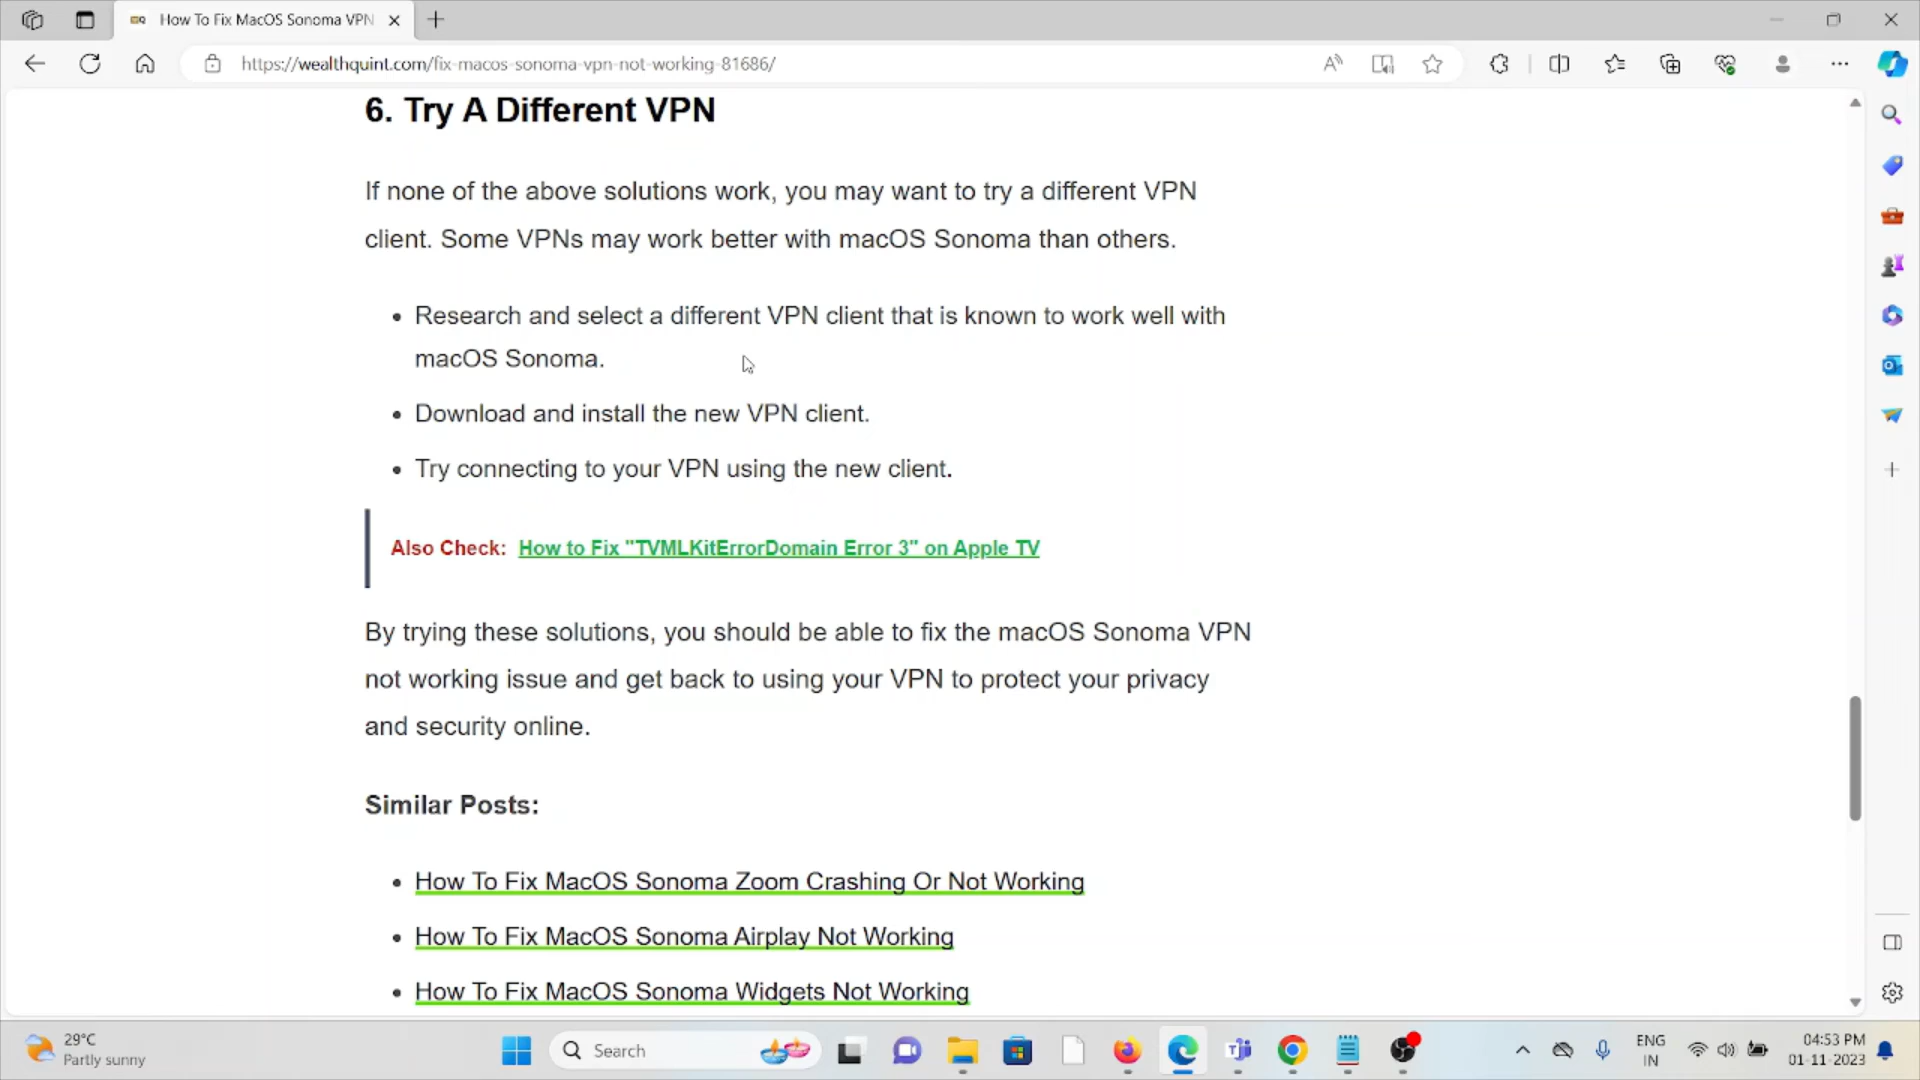 How To Fix MacOS Sonoma VPN
https://wealthquint.com/fix-macos-sonoma-vpn-not-working-81686/
6. Try A Different VPN
If none of the above solutions work, you may want to try a different VPN
client. Some VPNs may work better with macOS Sonoma than others.
• Research and select a different VPN client that is known to work well with
macOS Sonoma.
• Download and install the new VPN client.
• Try connecting to your VPN using the new client.
Also Check: How to Fix "TVMLKitErrorDomain Error 3" on Apple TV
By trying these solutions, you should be able to fix the macOS Sonoma VPN
not working issue and get back to using your VPN to protect your privacy
and security online.
Similar Posts:
• How To Fix MacOS Sonoma Zoom Crashing Or Not Working
• How To Fix MacOS Sonoma Airplay Not Working
• How To Fix MacOS Sonoma Widgets Not Working
29°C
Partly sunny
Search
ENG
IN
04:53 PM
01-11-2023